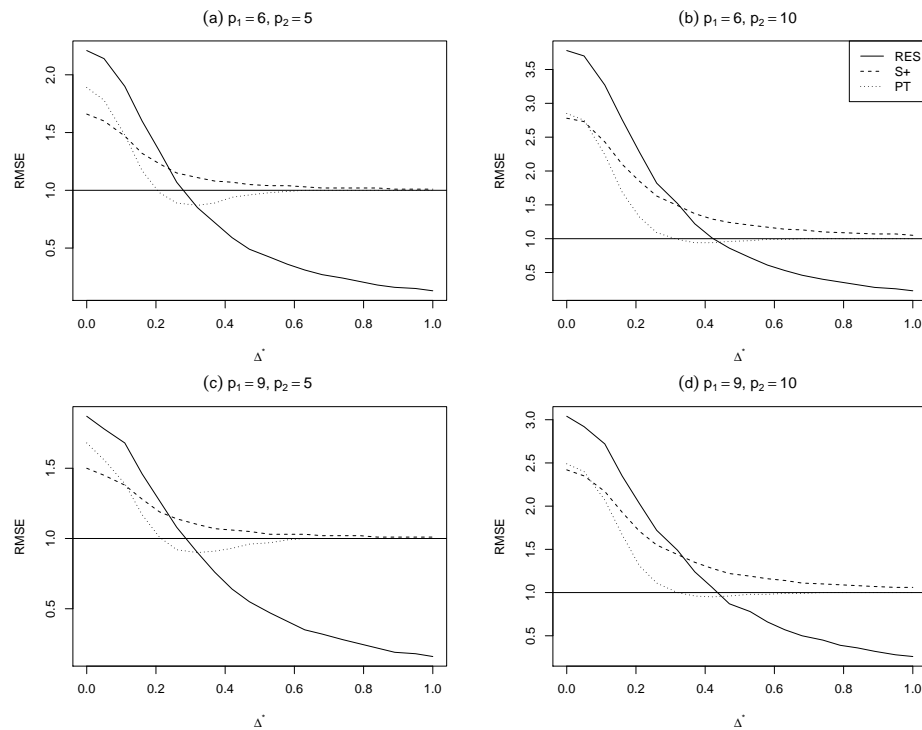 (a) p₁ = 6, p₂ = 5
RMSE
2.0
1.5
1.0
0.5
0.0 0.2 0.4 0.6 0.8 1.0
Δ*
(b) p₁ = 6, p₂ = 10
RMSE
3.5
3.0
2.5
2.0
1.5
1.0
0.5
RES
S+
PT
0.0 0.2 0.4 0.6 0.8 1.0
Δ*
(c) p₁ = 9, p₂ = 5
RMSE
1.5
1.0
0.5
0.0 0.2 0.4 0.6 0.8 1.0
Δ*
(d) p₁ = 9, p₂ = 10
RMSE
3.0
2.5
2.0
1.5
1.0
0.5
0.0 0.2 0.4 0.6 0.8 1.0
Δ*